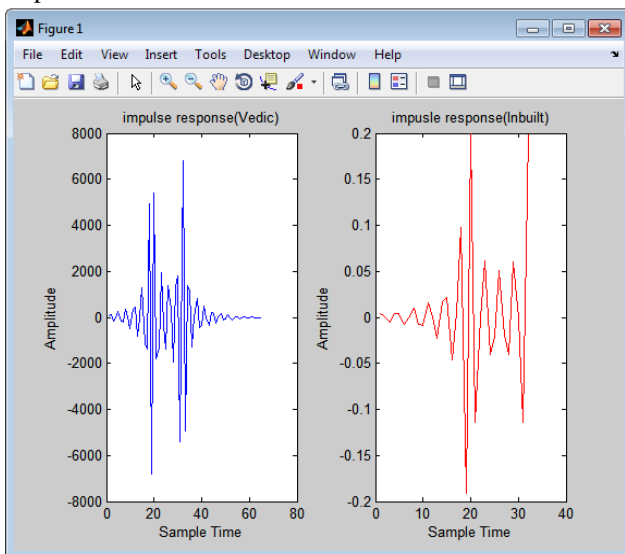 Figure 1
File Edit View Insert Tools Desktop Window Help
impulse response(Vedic)
8000
6000
4000
2000
0
-2000
-4000
-6000
-8000
0 20 40 60 80
Amplitude
Sample Time
impusle response(Inbuilt)
0.2
0.15
0.1
0.05
0
-0.05
-0.1
-0.15
-0.2
0 10 20 30 40
Amplitude
Sample Time